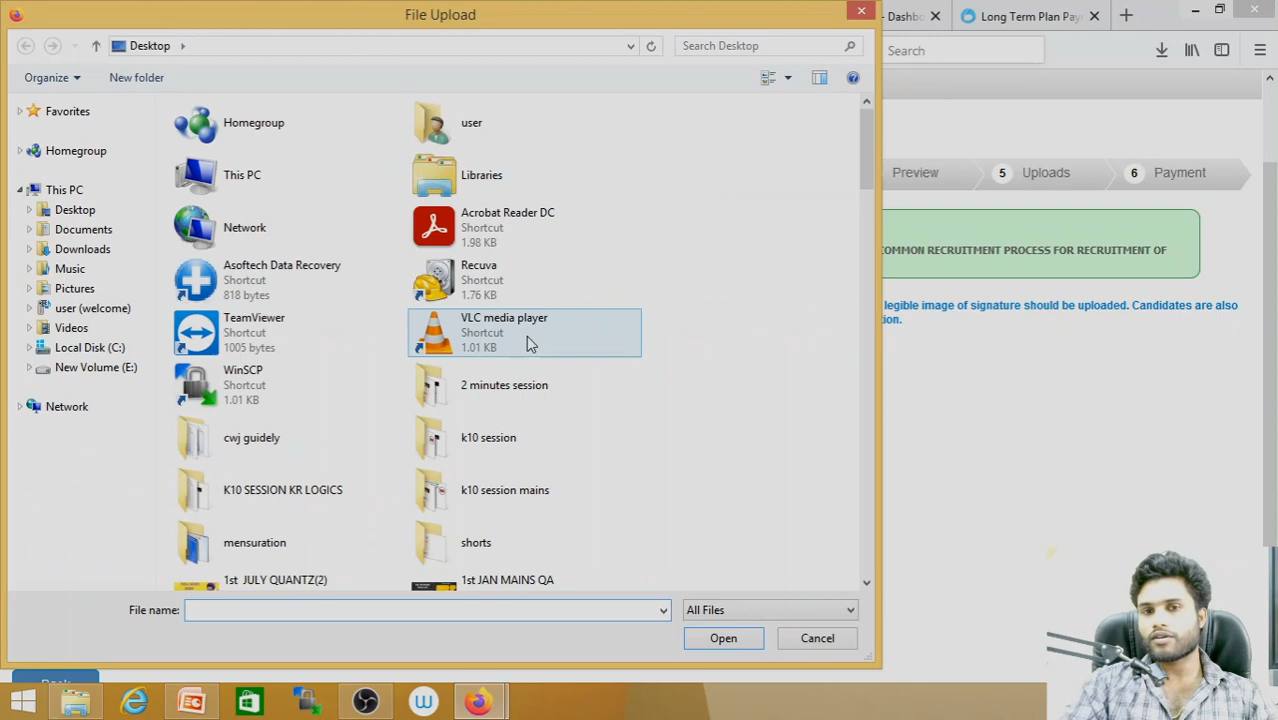 File Upload
- Dashbo
Long Term Plan Pay
Desktop
Search Desktop
Search
Organize
New folder
Favorites
Homegroup
This PC
Desktop
Documents
Downloads
Music
Pictures
user (welcome)
Videos
Local Disk (C:)
New Volume (E:)
Network
Homegroup
user
This PC
Libraries
Network
Acrobat Reader DC
Shortcut
1.98 KB
Asoftech Data Recovery
Shortcut
818 bytes
Recuva
Shortcut
1.76 KB
TeamViewer
Shortcut
1005 bytes
VLC media player
Shortcut
1.01 KB
WinSCP
Shortcut
1.01 KB
2 minutes session
cwj guidely
k10 session
K10 SESSION KR LOGICS
k10 session mains
mensuration
shorts
1st JULY QUANTZ(2)
1st JAN MAINS QA
File name:
All Files
Open
Cancel
Preview
5 Uploads
6 Payment
COMMON RECRUITMENT PROCESS FOR RECRUITMENT OF
legible image of signature should be uploaded. Candidates are also
tion.